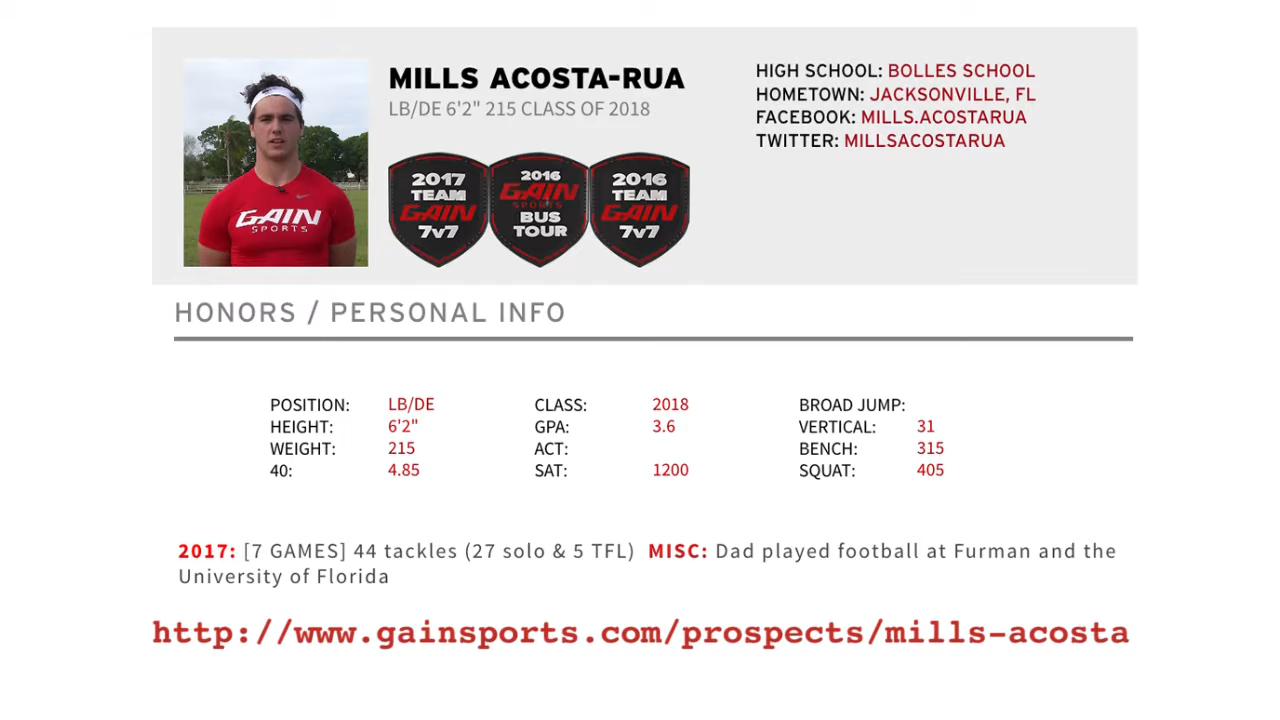 MILLS ACOSTA-RUA
LB/DE 6'2" 215 CLASS OF 2018
HIGH SCHOOL: BOLLES SCHOOL
HOMETOWN: JACKSONVILLE, FL
FACEBOOK: MILLS.ACOSTARUA
TWITTER: MILLSACOSTARUA
GAIN
SPORTS
2017
TEAM
GAIN
7v7
2016
GAIN
SPORTS
BUS
TOUR
2016
TEAM
GAIN
7v7
HONORS / PERSONAL INFO
POSITION: LB/DE
HEIGHT: 6'2"
WEIGHT: 215
40: 4.85
CLASS: 2018
GPA: 3.6
ACT:
SAT: 1200
BROAD JUMP:
VERTICAL: 31
BENCH: 315
SQUAT: 405
2017: [7 GAMES] 44 tackles (27 solo & 5 TFL) MISC: Dad played football at Furman and the
University of Florida
http://www.gainsports.com/prospects/mills-acosta